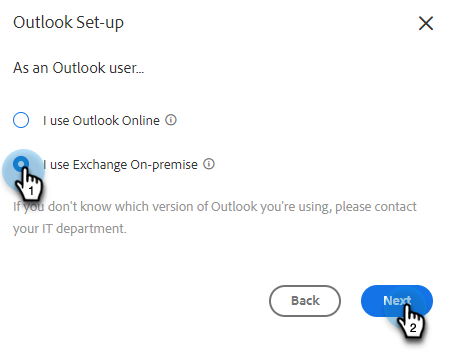 Outlook Set-up
As an Outlook user...
I use Outlook Online
I use Exchange On-premise
1
If you don't know which version of Outlook you're using, please contact
your IT department.
Back
Next
2